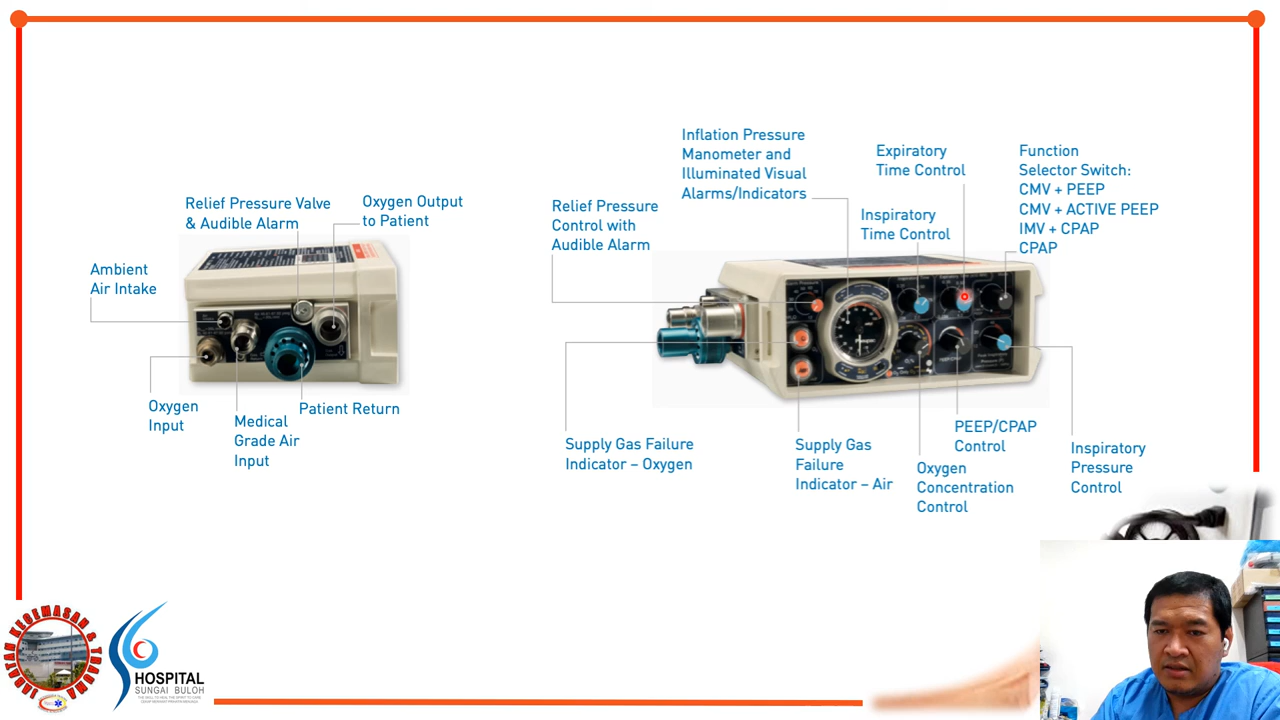 Relief Pressure Valve
& Audible Alarm
Oxygen Output
to Patient
Ambient
Air Intake
Oxygen
Input
Medical
Grade Air
Input
Patient Return
Inflation Pressure
Manometer and
Illuminated Visual
Alarms/Indicators
Expiratory
Time Control
Function
Selector Switch:
CMV + PEEP
CMV + ACTIVE PEEP
IMV + CPAP
CPAP
Relief Pressure
Control with
Audible Alarm
Inspiratory
Time Control
Supply Gas Failure
Indicator – Oxygen
Supply Gas
Failure
Indicator – Air
PEEP/CPAP
Control
Oxygen
Concentration
Control
Inspiratory
Pressure
Control
JABATAN KECEMASAN & TRAUMA
HOSPITAL
SUNGAI BULOH